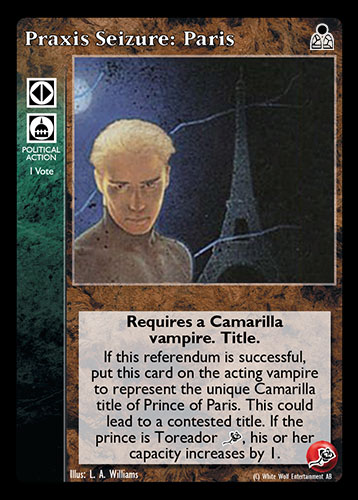 Praxis Seizure: Paris
POLITICAL
ACTION
1 Vote
Requires a Camarilla
vampire. Title.
If this referendum is successful,
put this card on the acting vampire
to represent the unique Camarilla
title of Prince of Paris. This could
lead to a contested title. If the
prince is Toreador , his or her
capacity increases by 1.
Illus: L. A. Williams
(C) White Wolf Entertainment AB